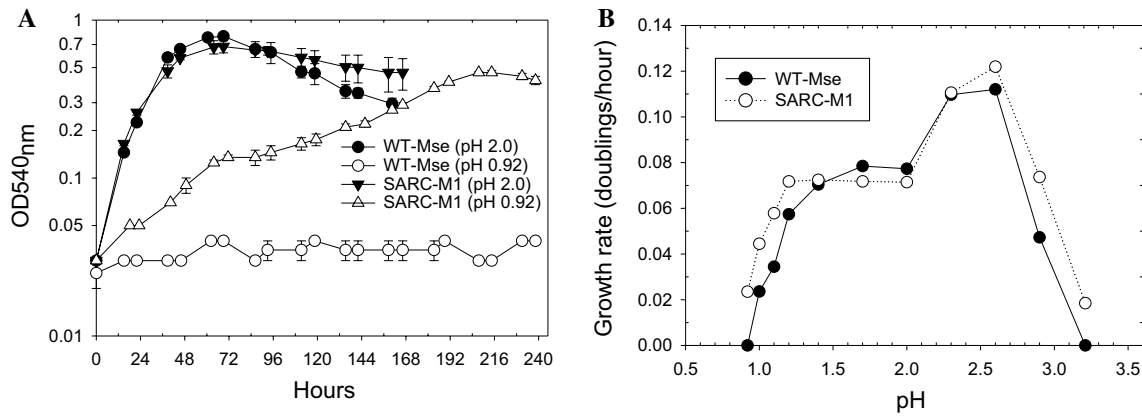 A
1
0.7
0.5
0.3
0.2
0.1
0.05
0.01
OD540nm
WT-Mse (pH 2.0)
WT-Mse (pH 0.92)
SARC-M1 (pH 2.0)
SARC-M1 (pH 0.92)
0 24 48 72 96 120 144 168 192 216 240
Hours
B
0.14
0.12
0.10
0.08
0.06
0.04
0.02
0.00
Growth rate (doublings/hour)
WT-Mse
SARC-M1
0.5 1.0 1.5 2.0 2.5 3.0 3.5
pH